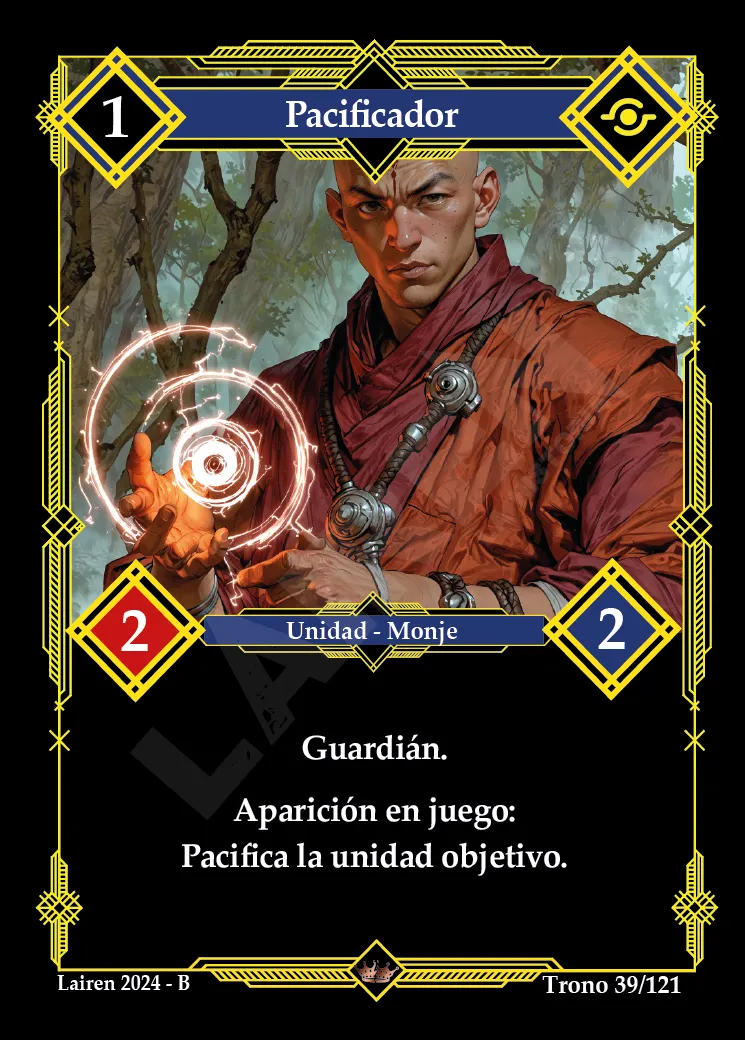 1
Pacificador
2
Unidad - Monje
2
Guardián.
Aparición en juego:
Pacifica la unidad objetivo.
Lairen 2024 - B
Trono 39/121